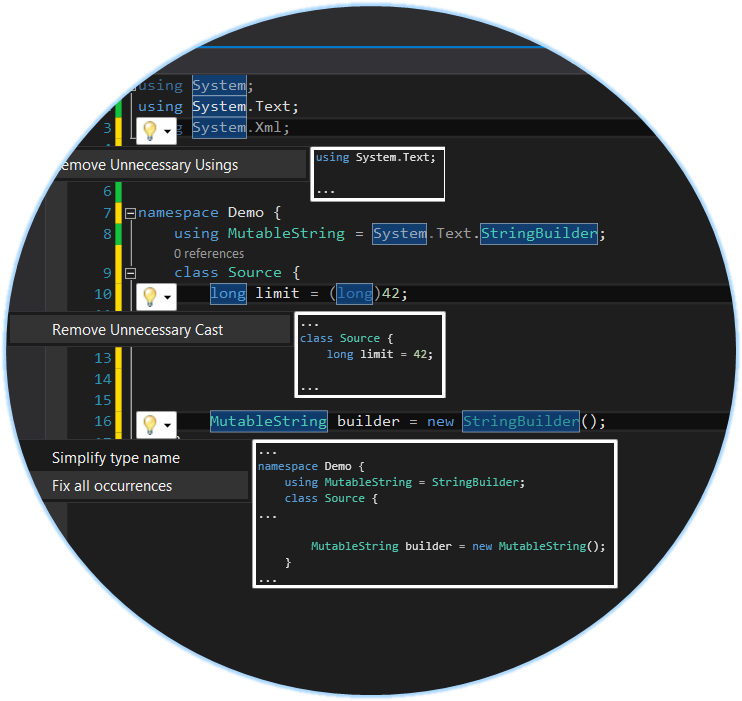 using System;
using System.Text;
3 System.Xml;
Remove Unnecessary Usings
using System.Text;
...
6
7 namespace Demo {
8 using MutableString = System.Text.StringBuilder;
0 references
9 class Source {
10 long limit = (long)42;
Remove Unnecessary Cast
...
class Source {
long limit = 42;
...
13
14
15
16 MutableString builder = new StringBuilder();
Simplify type name
Fix all occurrences
...
namespace Demo {
using MutableString = StringBuilder;
class Source {
...
MutableString builder = new MutableString();
}
...